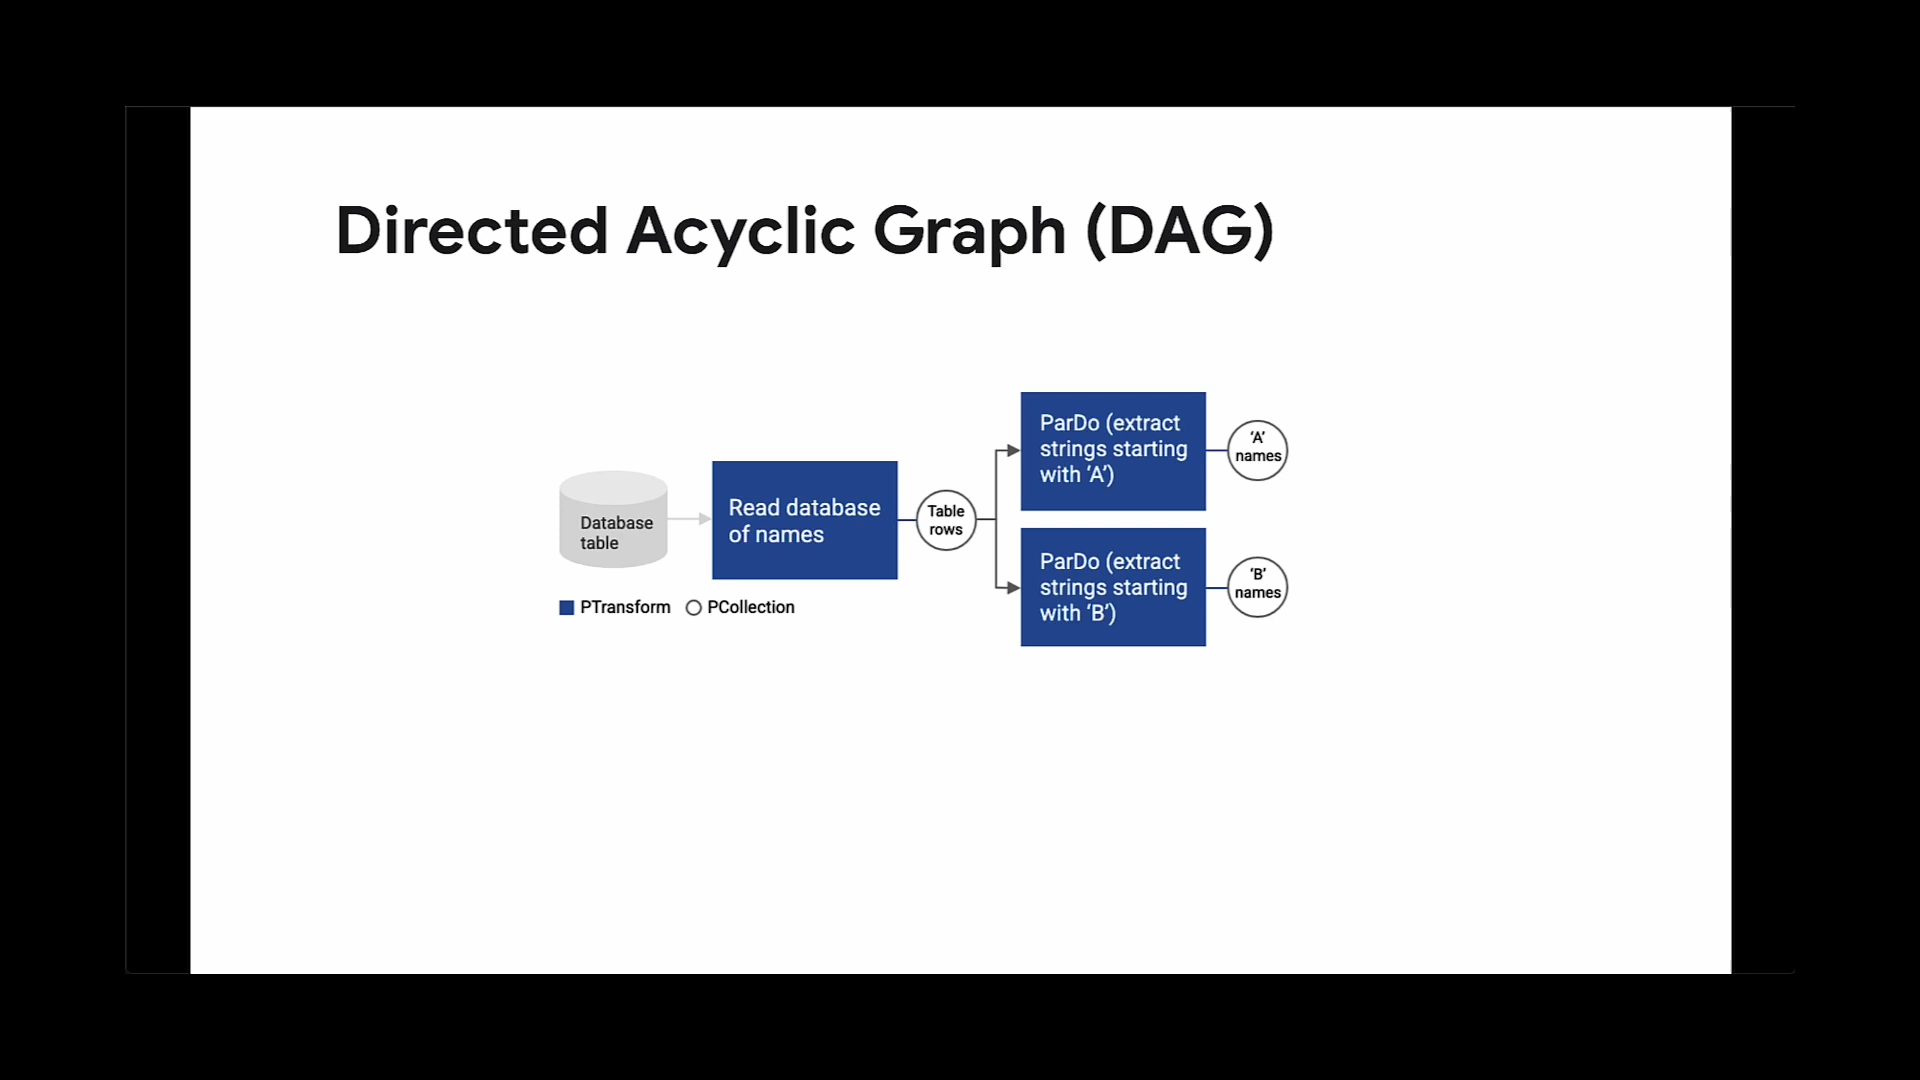 Directed Acyclic Graph (DAG)
Database
table
Read database
of names
Table
rows
ParDo (extract
strings starting
with ‘A’)
‘A’
names
ParDo (extract
strings starting
with ‘B’)
‘B’
names
PTransform PCollection